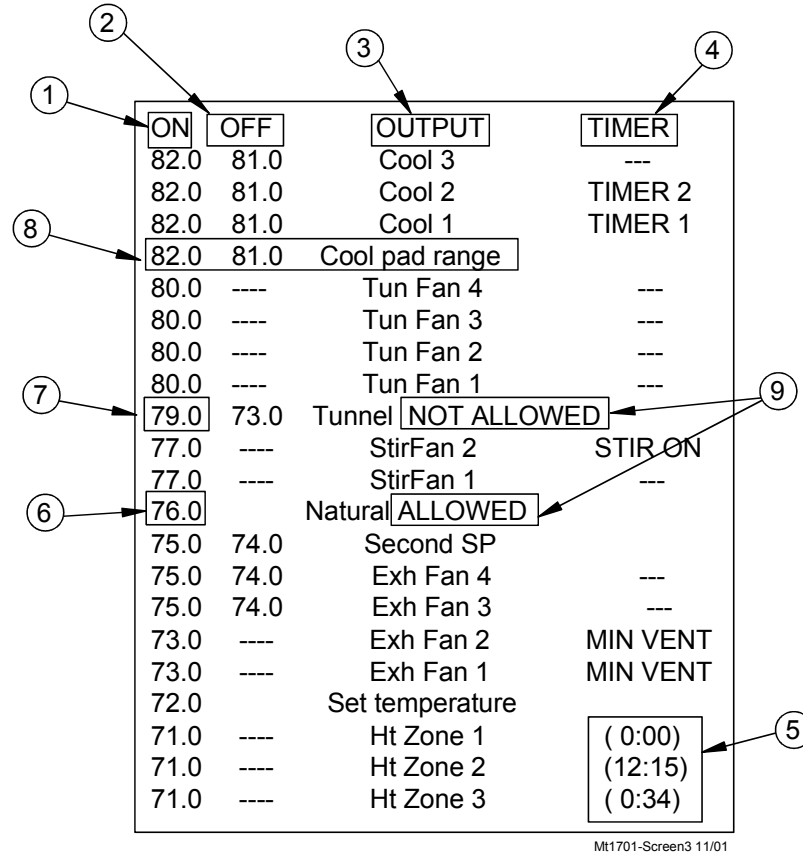 2
3
4
1
ON OFF OUTPUT TIMER
82.0 81.0 Cool 3 ---
82.0 81.0 Cool 2 TIMER 2
82.0 81.0 Cool 1 TIMER 1
8
82.0 81.0 Cool pad range
80.0 ---- Tun Fan 4 ---
80.0 ---- Tun Fan 3 ---
80.0 ---- Tun Fan 2 ---
80.0 ---- Tun Fan 1 ---
7
9
79.0 73.0 Tunnel NOT ALLOWED
77.0 ---- StirFan 2 STIR ON
77.0 ---- StirFan 1 ---
6
76.0 Natural ALLOWED
75.0 74.0 Second SP
75.0 74.0 Exh Fan 4 ---
75.0 74.0 Exh Fan 3 ---
73.0 ---- Exh Fan 2 MIN VENT
73.0 ---- Exh Fan 1 MIN VENT
72.0 Set temperature
5
71.0 ---- Ht Zone 1 ( 0:00)
71.0 ---- Ht Zone 2 (12:15)
71.0 ---- Ht Zone 3 ( 0:34)
Mt1701-Screen3 11/01